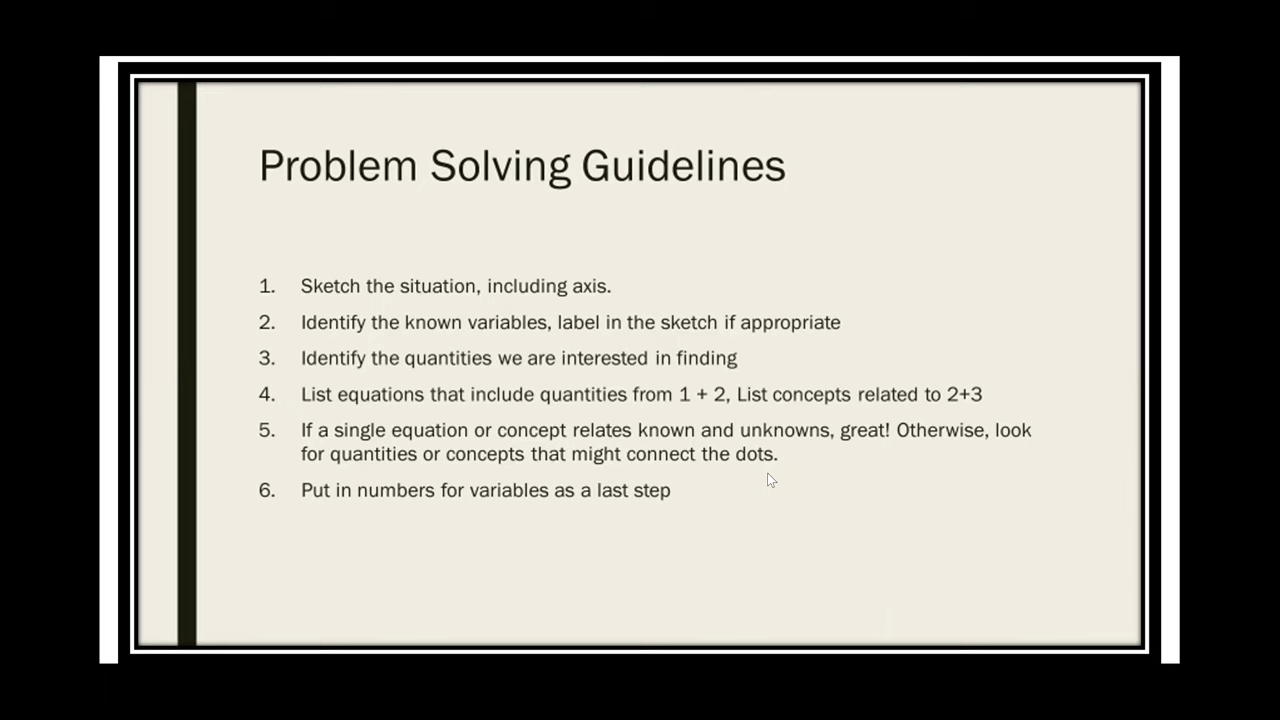 Problem Solving Guidelines
1. Sketch the situation, including axis.
2. Identify the known variables, label in the sketch if appropriate
3. Identify the quantities we are interested in finding
4. List equations that include quantities from 1 + 2, List concepts related to 2+3
5. If a single equation or concept relates known and unknowns, great! Otherwise, look
for quantities or concepts that might connect the dots.
6. Put in numbers for variables as a last step